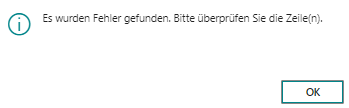 Es wurden Fehler gefunden. Bitte überprüfen Sie die Zeile(n).
OK